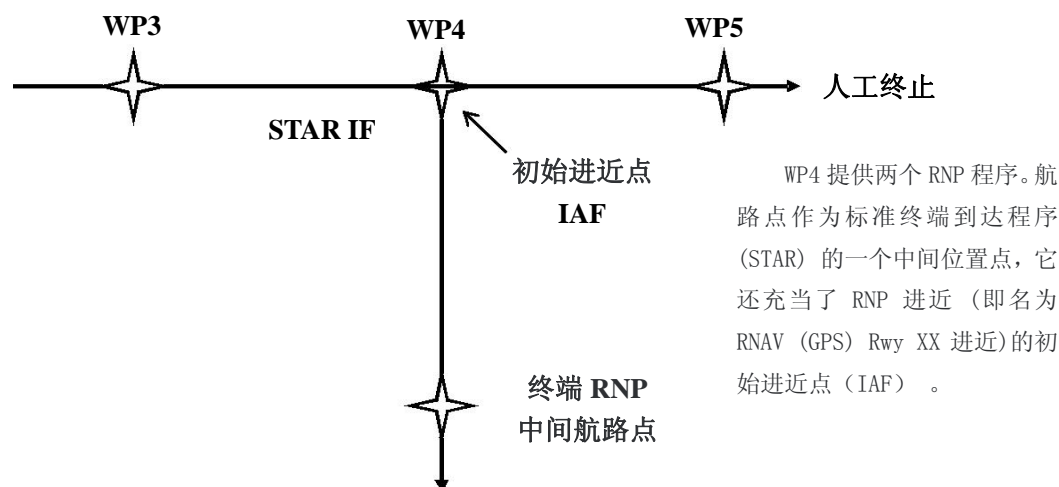 WP3
WP4
WP5
人工终止
STAR IF
初始进近点
IAF
WP4 提供两个 RNP 程序。航
路点作为标准终端到达程序
(STAR) 的一个中间位置点，它
还充当了 RNP 进近 (即名为
RNAV (GPS) Rwy XX 进近)的初
始进近点（IAF） 。
终端 RNP
中间航路点